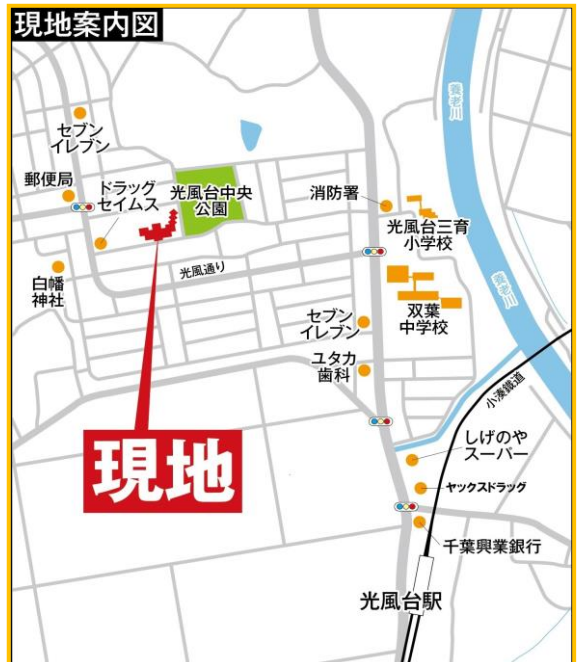 現地案内図
養老川
セブン
イレブン
郵便局
ドラッグ
セイムス
光風台中央
公園
消防署
光風台三育
小学校
白幡
神社
光風通り
養老川
双葉
中学校
セブン
イレブン
ユタカ
歯科
小湊鐵道
しげのや
スーパー
現地
ヤックスドラッグ
千葉興業銀行
光風台駅